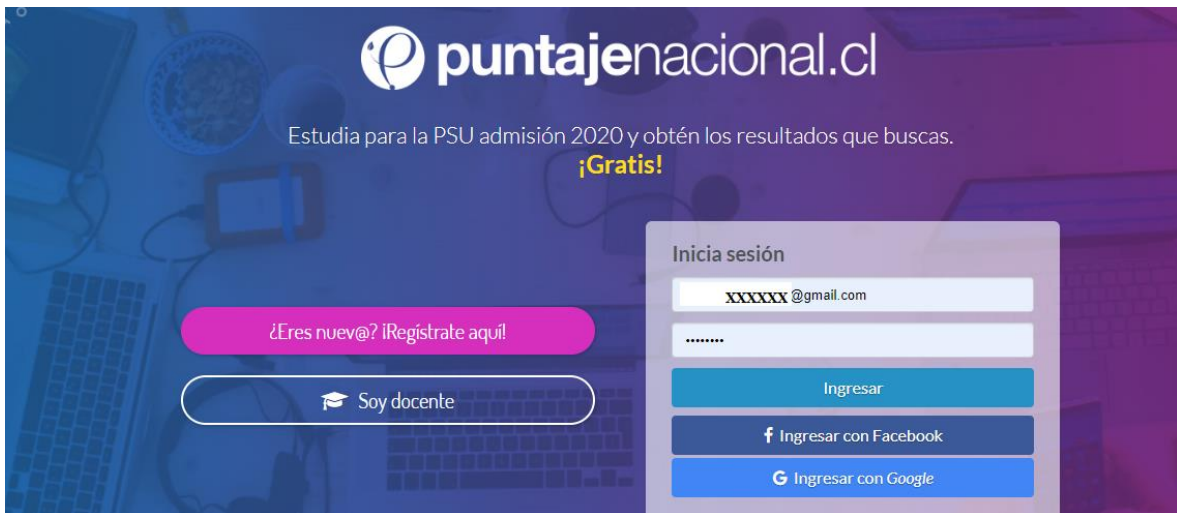 puntajenacional.cl
Estudia para la PSU admisión 2020 y obtén los resultados que buscas.
¡Gratis!
¿Eres nuev@? ¡Regístrate aquí!
Soy docente
Inicia sesión
xxxxxx @gmail.com
••••••••
Ingresar
f Ingresar con Facebook
G Ingresar con Google